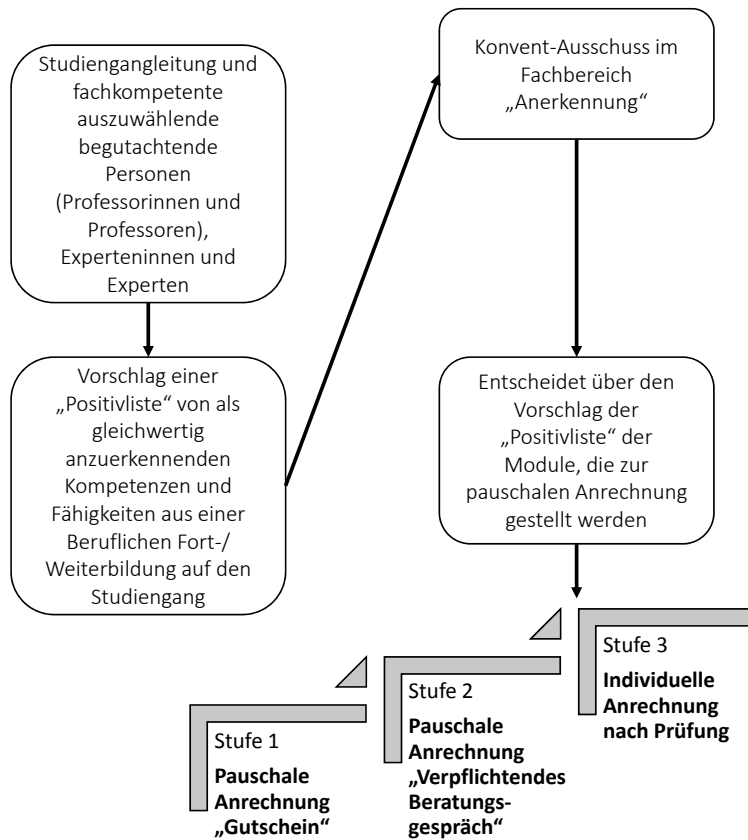 Studiengangleitung und
fachkompetente
auszuwählende
begutachtende
Personen
(Professorinnen und
Professoren),
Experteninnen und
Experten
Vorschlag einer
„Positivliste“ von als
gleichwertig
anzuerkennenden
Kompetenzen und
Fähigkeiten aus einer
Beruflichen Fort-/
Weiterbildung auf den
Studiengang
Konvent-Ausschuss im
Fachbereich
„Anerkennung“
Entscheidet über den
Vorschlag der
„Positivliste“ der
Module, die zur
pauschalen Anrechnung
gestellt werden
Stufe 1
Pauschale
Anrechnung
„Gutschein“
Stufe 2
Pauschale
Anrechnung
„Verpflichtendes
Beratungs-
gespräch“
Stufe 3
Individuelle
Anrechnung
nach Prüfung